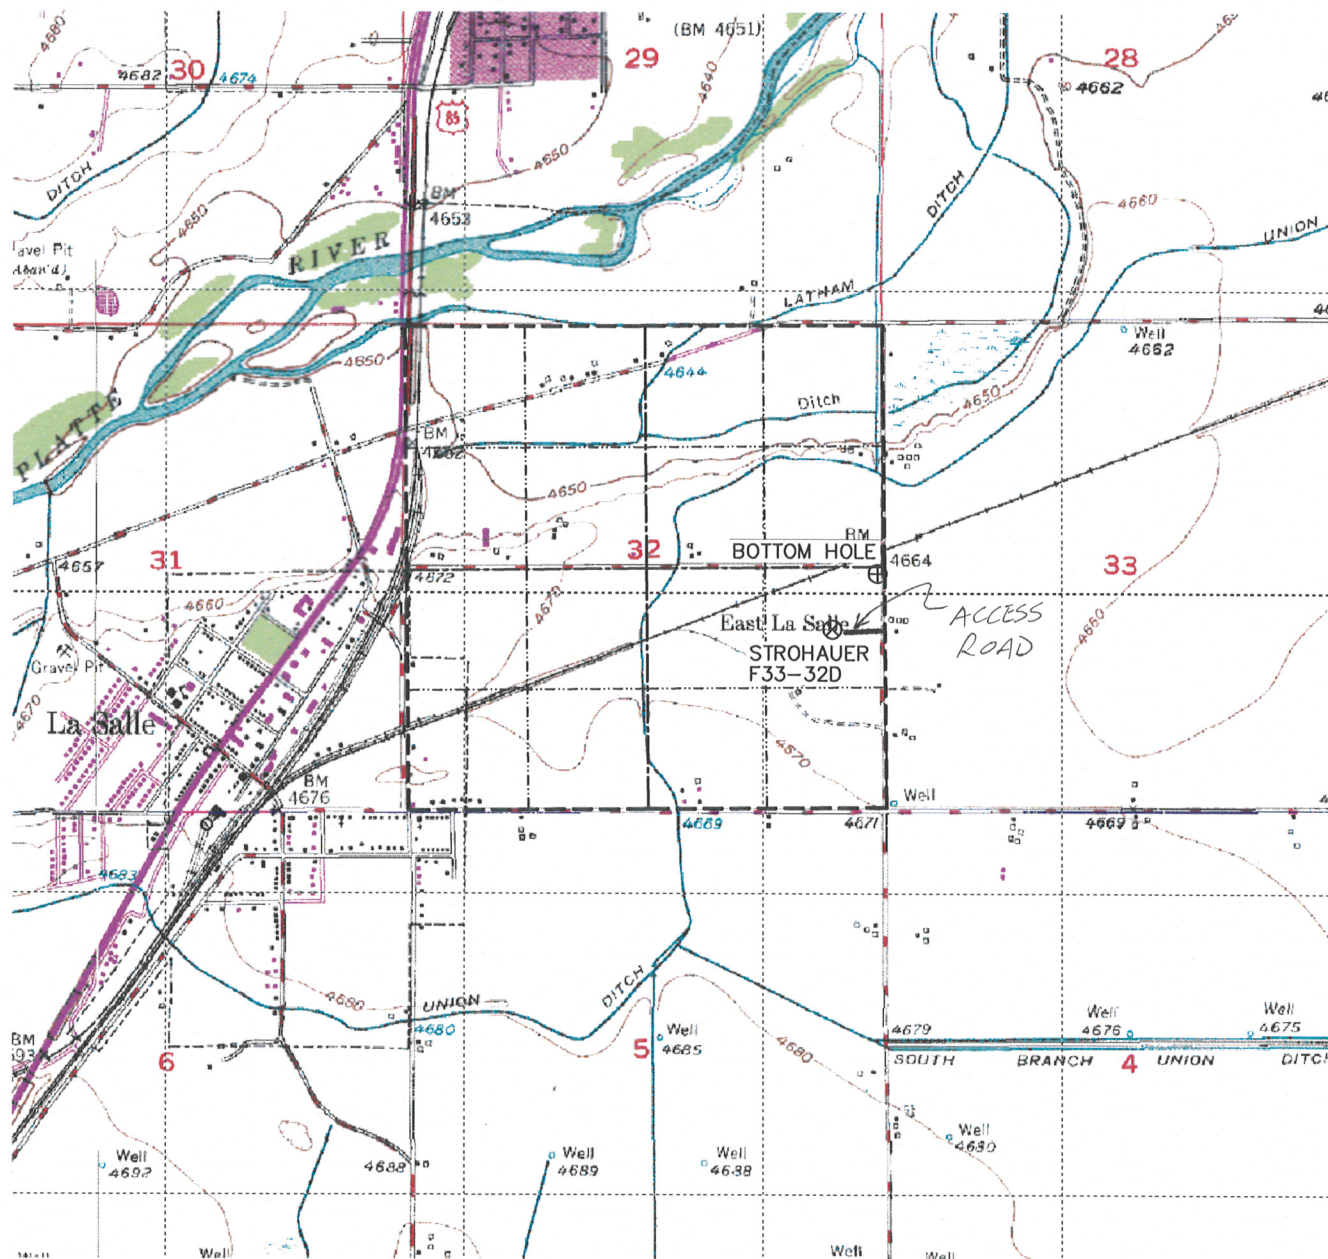 4680
4682
30
4674
29
(BM 4651)
4640
28
4662
85
4650
DITCH
BM
4653
4650
DITCH
4660
UNION
RIVER
avel Pit
Aban'd)
LATHAM
Well
4662
4650
4644
PLATTE
Ditch
4650
BM
4662
4650
31
32
BM
BOTTOM HOLE
4664
33
4657
4672
4660
4670
East La Salle
ACCESS
ROAD
4660
STROHAUER
F33-32D
Gravel Pit
4670
La Salle
4670
BM
4676
Well
4669
4671
4669
4683
4680
UNION
DITCH
4680
BM
93
6
5
Well
4685
4680
4679
Well
4676
Well
4675
SOUTH BRANCH 4 UNION DITCH
Well
4692
4688
Well
4689
Well
4688
Well
4680
Well
Well
Well